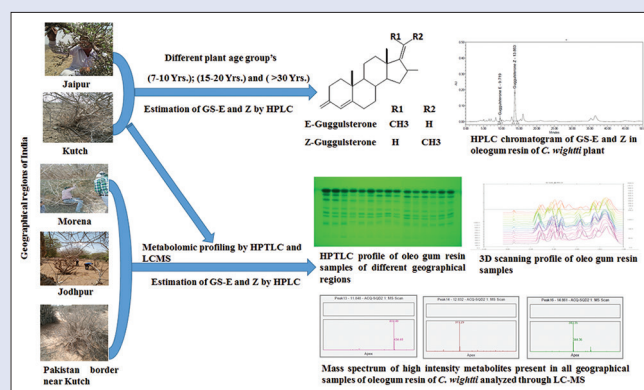 Geographical regions of India
Jaipur
Kutch
Morena
Jodhpur
Pakistan border
near Kutch
Different plant age group's
(7-10 Yrs.); (15-20 Yrs.) and ( >30 Yrs.)
Estimation of GS-E and Z by HPLC
R1 R2
R1 R2
E-Guggulsterone CH3 H
Z-Guggulsterone H CH3
HPLC chromatogram of GS-E and Z in
oleogum resin of C. wightti plant
Metabolomic profiling by HPTLC and
LCMS
Estimation of GS-E and Z by HPLC
HPTLC profile of oleo gum resin
samples of different geographical
regions
3D scanning profile of oleo gum resin
samples
Mass spectrum of high intensity metabolites present in all geographical
samples of oleogum resin of C. wightti analyzed through LC-MS